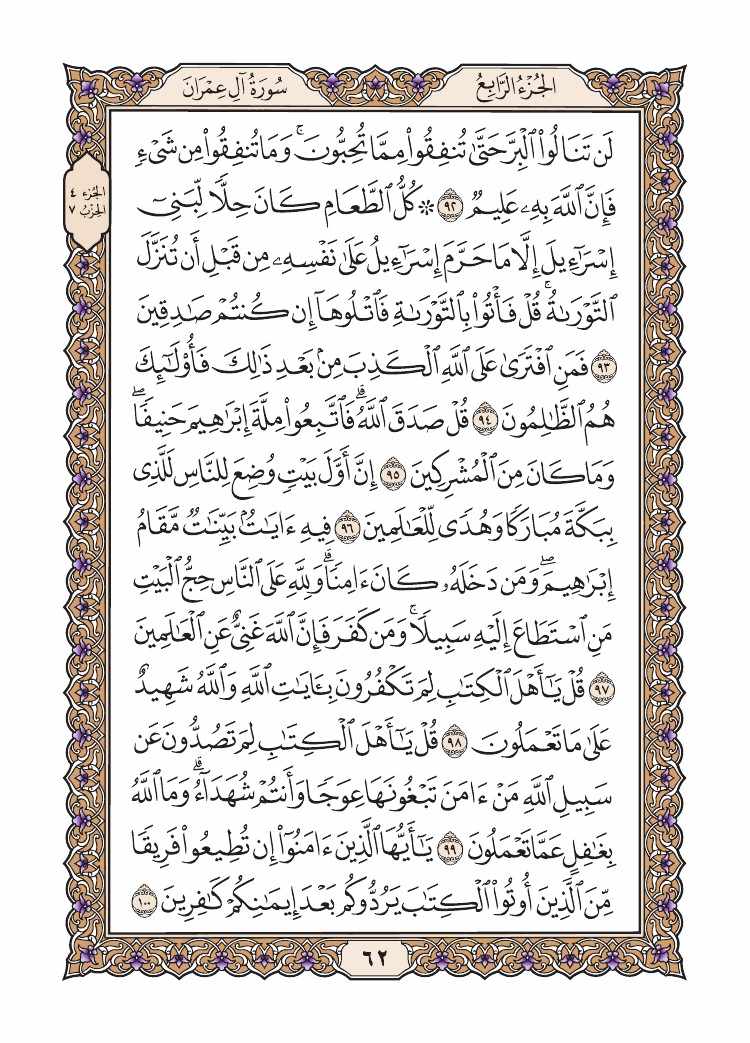 الجُزْءُ الرَّابِعُ
سُورَةُ آلِ عِمْرَانَ
الجُزْء ٤
الحِزْبُ ٧
لَن تَنَالُوا۟ ٱلْبِرَّ حَتَّىٰ تُنفِقُوا۟ مِمَّا تُحِبُّونَ ۚ وَمَا تُنفِقُوا۟ مِن شَىْءٍ
فَإِنَّ ٱللَّهَ بِهِۦ عَلِيمٌ ٩٢ ۞ كُلُّ ٱلطَّعَامِ كَانَ حِلًّا لِّبَنِىٓ
إِسْرَٰٓءِيلَ إِلَّا مَا حَرَّمَ إِسْرَٰٓءِيلُ عَلَىٰ نَفْسِهِۦ مِن قَبْلِ أَن تُنَزَّلَ
ٱلتَّوْرَىٰةُ ۗ قُلْ فَأْتُوا۟ بِٱلتَّوْرَىٰةِ فَٱتْلُوهَآ إِن كُنتُمْ صَٰدِقِينَ
٩٣ فَمَنِ ٱفْتَرَىٰ عَلَى ٱللَّهِ ٱلْكَذِبَ مِنۢ بَعْدِ ذَٰلِكَ فَأُو۟لَٰٓئِكَ
هُمُ ٱلظَّٰلِمُونَ ٩٤ قُلْ صَدَقَ ٱللَّهُ ۗ فَٱتَّبِعُوا۟ مِلَّةَ إِبْرَٰهِيمَ حَنِيفًا ۖ
وَمَا كَانَ مِنَ ٱلْمُشْرِكِينَ ٩٥ إِنَّ أَوَّلَ بَيْتٍ وُضِعَ لِلنَّاسِ لَلَّذِى
بِبَكَّةَ مُبَارَكًا وَهُدًى لِّلْعَٰلَمِينَ ٩٦ فِيهِ ءَايَٰتٌۢ بَيِّنَٰتٌ مَّقَامُ
إِبْرَٰهِيمَ ۖ وَمَن دَخَلَهُۥ كَانَ ءَامِنًا ۗ وَلِلَّهِ عَلَى ٱلنَّاسِ حِجُّ ٱلْبَيْتِ
مَنِ ٱسْتَطَاعَ إِلَيْهِ سَبِيلًا ۚ وَمَن كَفَرَ فَإِنَّ ٱللَّهَ غَنِىٌّ عَنِ ٱلْعَٰلَمِينَ
٩٧ قُلْ يَٰٓأَهْلَ ٱلْكِتَٰبِ لِمَ تَكْفُرُونَ بِـَٔايَٰتِ ٱللَّهِ وَٱللَّهُ شَهِيدٌ
عَلَىٰ مَا تَعْمَلُونَ ٩٨ قُلْ يَٰٓأَهْلَ ٱلْكِتَٰبِ لِمَ تَصُدُّونَ عَن
سَبِيلِ ٱللَّهِ مَنْ ءَامَنَ تَبْغُونَهَا عِوَجًا وَأَنتُمْ شُهَدَآءُ ۗ وَمَا ٱللَّهُ
بِغَٰفِلٍ عَمَّا تَعْمَلُونَ ٩٩ يَٰٓأَيُّهَا ٱلَّذِينَ ءَامَنُوٓا۟ إِن تُطِيعُوا۟ فَرِيقًا
مِّنَ ٱلَّذِينَ أُوتُوا۟ ٱلْكِتَٰبَ يَرُدُّوكُم بَعْدَ إِيمَٰنِكُمْ كَٰفِرِينَ ١٠٠
٦٢